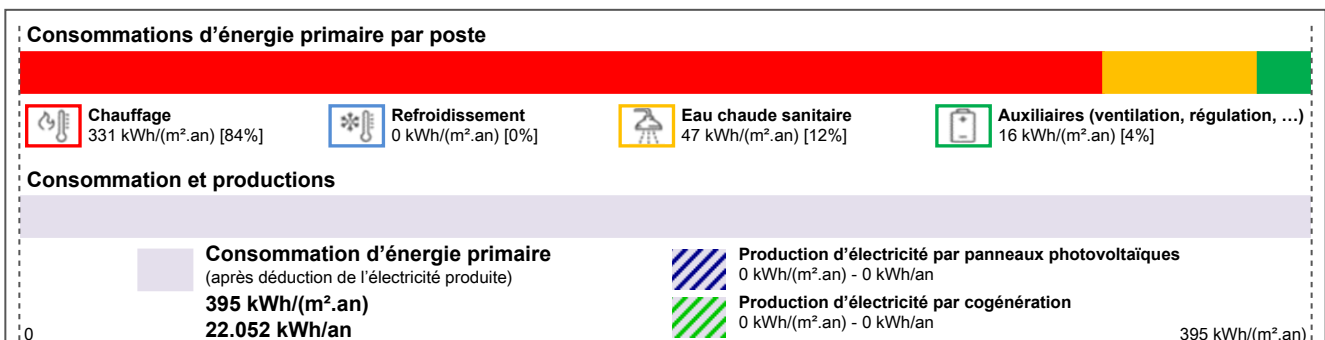 Consommations d’énergie primaire par poste
Chauffage
331 kWh/(m².an) [84%]
Refroidissement
0 kWh/(m².an) [0%]
Eau chaude sanitaire
47 kWh/(m².an) [12%]
Auxiliaires (ventilation, régulation, …)
16 kWh/(m².an) [4%]
Consommation et productions
Consommation d’énergie primaire
(après déduction de l’électricité produite)
395 kWh/(m².an)
22.052 kWh/an
Production d’électricité par panneaux photovoltaïques
0 kWh/(m².an) - 0 kWh/an
Production d’électricité par cogénération
0 kWh/(m².an) - 0 kWh/an
0
395 kWh/(m².an)